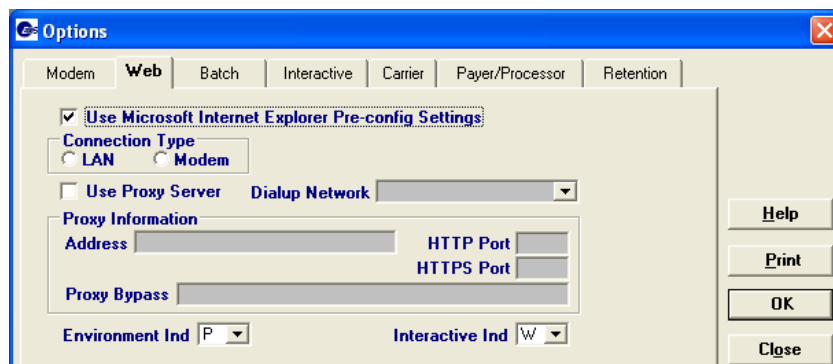 Options
Modem Web Batch Interactive Carrier Payer/Processor Retention
Use Microsoft Internet Explorer Pre-config Settings
Connection Type
LAN Modem
Use Proxy Server Dialup Network
Proxy Information
Address HTTP Port
HTTPS Port
Proxy Bypass
Environment Ind P Interactive Ind W
Help
Print
OK
Close